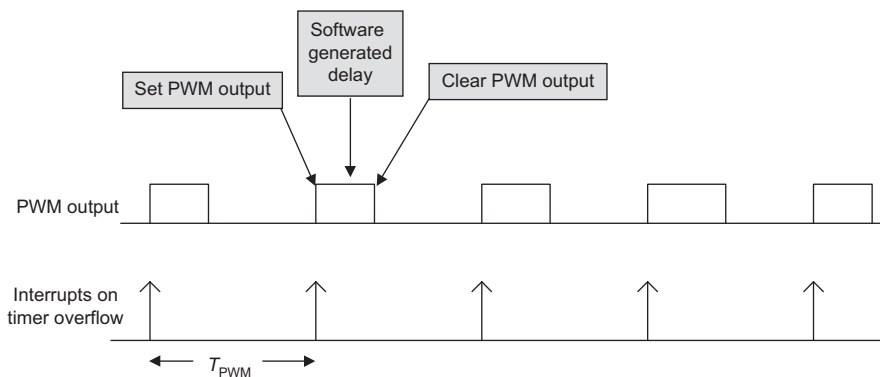 Software
generated
delay
Set PWM output
Clear PWM output
PWM output
Interrupts on
timer overflow
TPWM